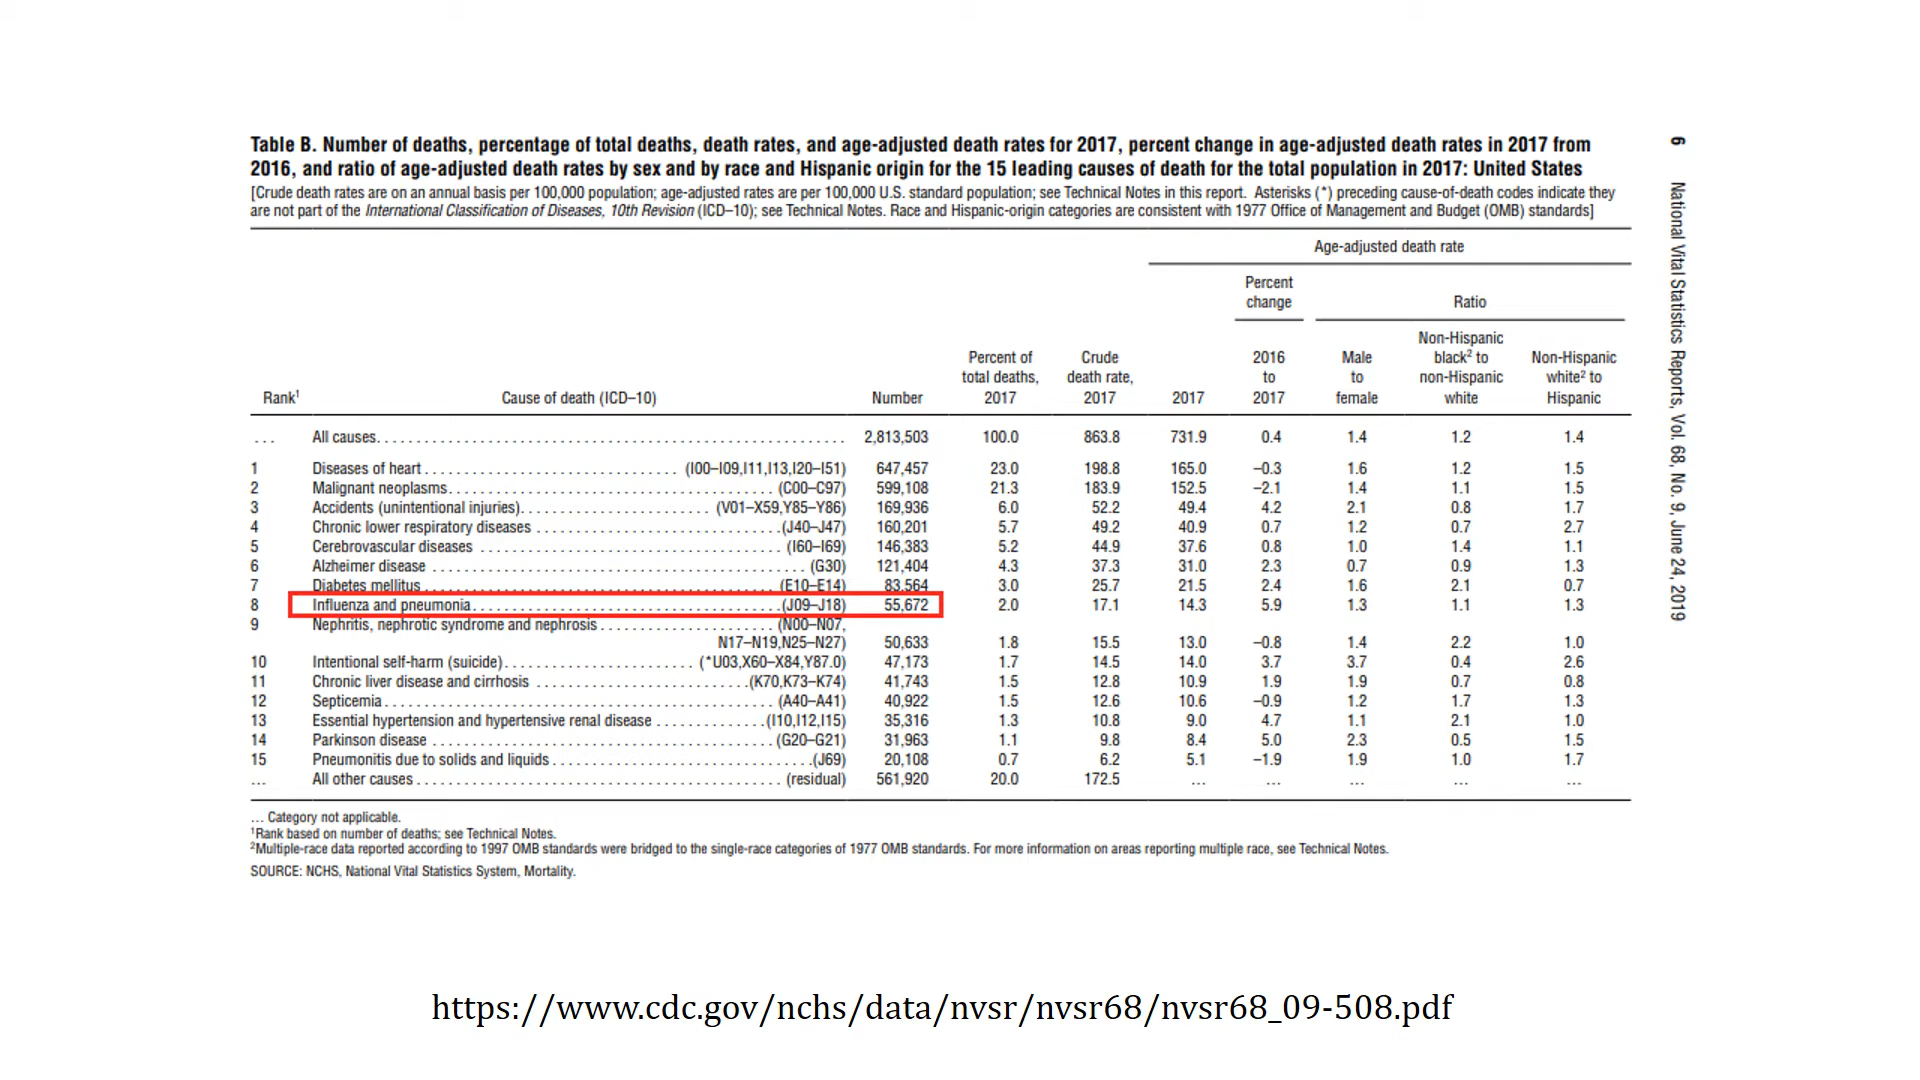 Table B. Number of deaths, percentage of total deaths, death rates, and age-adjusted death rates for 2017, percent change in age-adjusted death rates in 2017 from
2016, and ratio of age-adjusted death rates by sex and by race and Hispanic origin for the 15 leading causes of death for the total population in 2017: United States
[Crude death rates are on an annual basis per 100,000 population; age-adjusted rates are per 100,000 U.S. standard population; see Technical Notes in this report. Asterisks (*) preceding cause-of-death codes indicate they
are not part of the International Classification of Diseases, 10th Revision (ICD–10); see Technical Notes. Race and Hispanic-origin categories are consistent with 1977 Office of Management and Budget (OMB) standards]
Age-adjusted death rate
Percent
change Ratio
Non-Hispanic
Percent of Crude 2016 Male black² to Non-Hispanic
total deaths, death rate, to to non-Hispanic white² to
Rank¹ Cause of death (ICD–10) Number 2017 2017 2017 2017 female white Hispanic
... All causes. . . . . . . . . . 2,813,503 100.0 863.8 731.9 0.4 1.4 1.2 1.4
1 Diseases of heart . . . . . . . . . . (I00–I09,I11,I13,I20–I51) 647,457 23.0 198.8 165.0 –0.3 1.6 1.2 1.5
2 Malignant neoplasms . . . . . . . . . . (C00–C97) 599,108 21.3 183.9 152.5 –2.1 1.4 1.1 1.5
3 Accidents (unintentional injuries). . . . . . . . . . (V01–X59,Y85–Y86) 169,936 6.0 52.2 49.4 4.2 2.1 0.8 1.7
4 Chronic lower respiratory diseases . . . . . . . . . . (J40–J47) 160,201 5.7 49.2 40.9 0.7 1.2 0.7 2.7
5 Cerebrovascular diseases . . . . . . . . . . (I60–I69) 146,383 5.2 44.9 37.6 0.8 1.0 1.4 1.1
6 Alzheimer disease . . . . . . . . . . (G30) 121,404 4.3 37.3 31.0 2.3 0.7 0.9 1.3
7 Diabetes mellitus . . . . . . . . . . (E10–E14) 83,564 3.0 25.7 21.5 2.4 1.6 2.1 0.7
8 Influenza and pneumonia . . . . . . . . . . (J09–J18) 55,672 2.0 17.1 14.3 5.9 1.3 1.1 1.3
9 Nephritis, nephrotic syndrome and nephrosis . . . . . . . . . . (N00–N07,
N17–N19,N25–N27) 50,633 1.8 15.5 13.0 –0.8 1.4 2.2 1.0
10 Intentional self-harm (suicide) . . . . . . . . . . (*U03,X60–X84,Y87.0) 47,173 1.7 14.5 14.0 3.7 3.7 0.4 2.6
11 Chronic liver disease and cirrhosis . . . . . . . . . . (K70,K73–K74) 41,743 1.5 12.8 10.9 1.9 1.9 0.7 0.8
12 Septicemia . . . . . . . . . . (A40–A41) 40,922 1.5 12.6 10.6 –0.9 1.2 1.7 1.3
13 Essential hypertension and hypertensive renal disease . . . . . . . . . . (I10,I12,I15) 35,316 1.3 10.8 9.0 4.7 1.1 2.1 1.0
14 Parkinson disease . . . . . . . . . . (G20–G21) 31,963 1.1 9.8 8.4 5.0 2.3 0.5 1.5
15 Pneumonitis due to solids and liquids . . . . . . . . . . (J69) 20,108 0.7 6.2 5.1 –1.9 1.9 1.0 1.7
... All other causes . . . . . . . . . . (residual) 561,920 20.0 172.5 ... ... ... ... ...
... Category not applicable.
¹Rank based on number of deaths; see Technical Notes.
²Multiple-race data reported according to 1997 OMB standards were bridged to the single-race categories of 1977 OMB standards. For more information on areas reporting multiple race, see Technical Notes.
SOURCE: NCHS, National Vital Statistics System, Mortality.
6 National Vital Statistics Reports, Vol. 68, No. 9, June 24, 2019
https://www.cdc.gov/nchs/data/nvsr/nvsr68/nvsr68_09-508.pdf